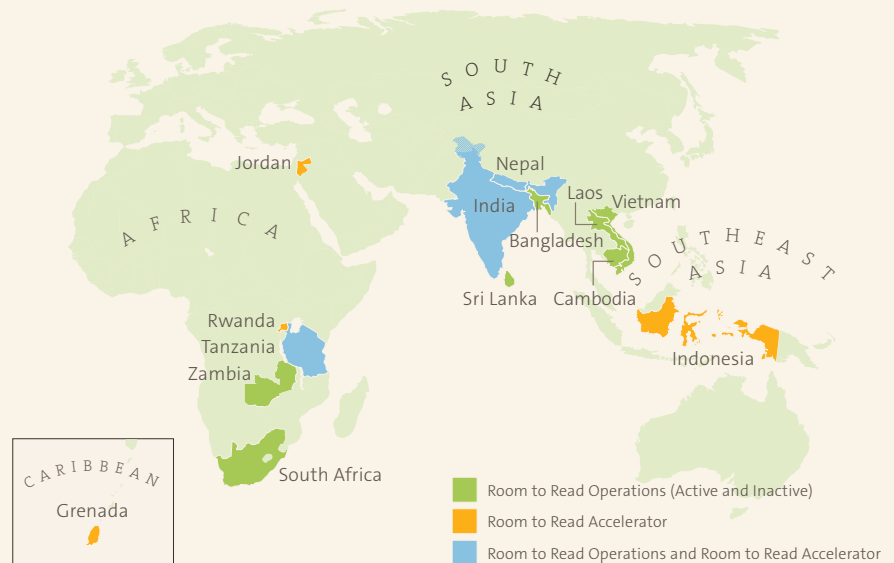 SOUTH
ASIA
Jordan
Nepal
India
Laos
Vietnam
AFRICA
Bangladesh
SOUTHEAST
ASIA
Sri Lanka
Cambodia
Rwanda
Tanzania
Zambia
Indonesia
South Africa
CARIBBEAN
Grenada
Room to Read Operations (Active and Inactive)
Room to Read Accelerator
Room to Read Operations and Room to Read Accelerator